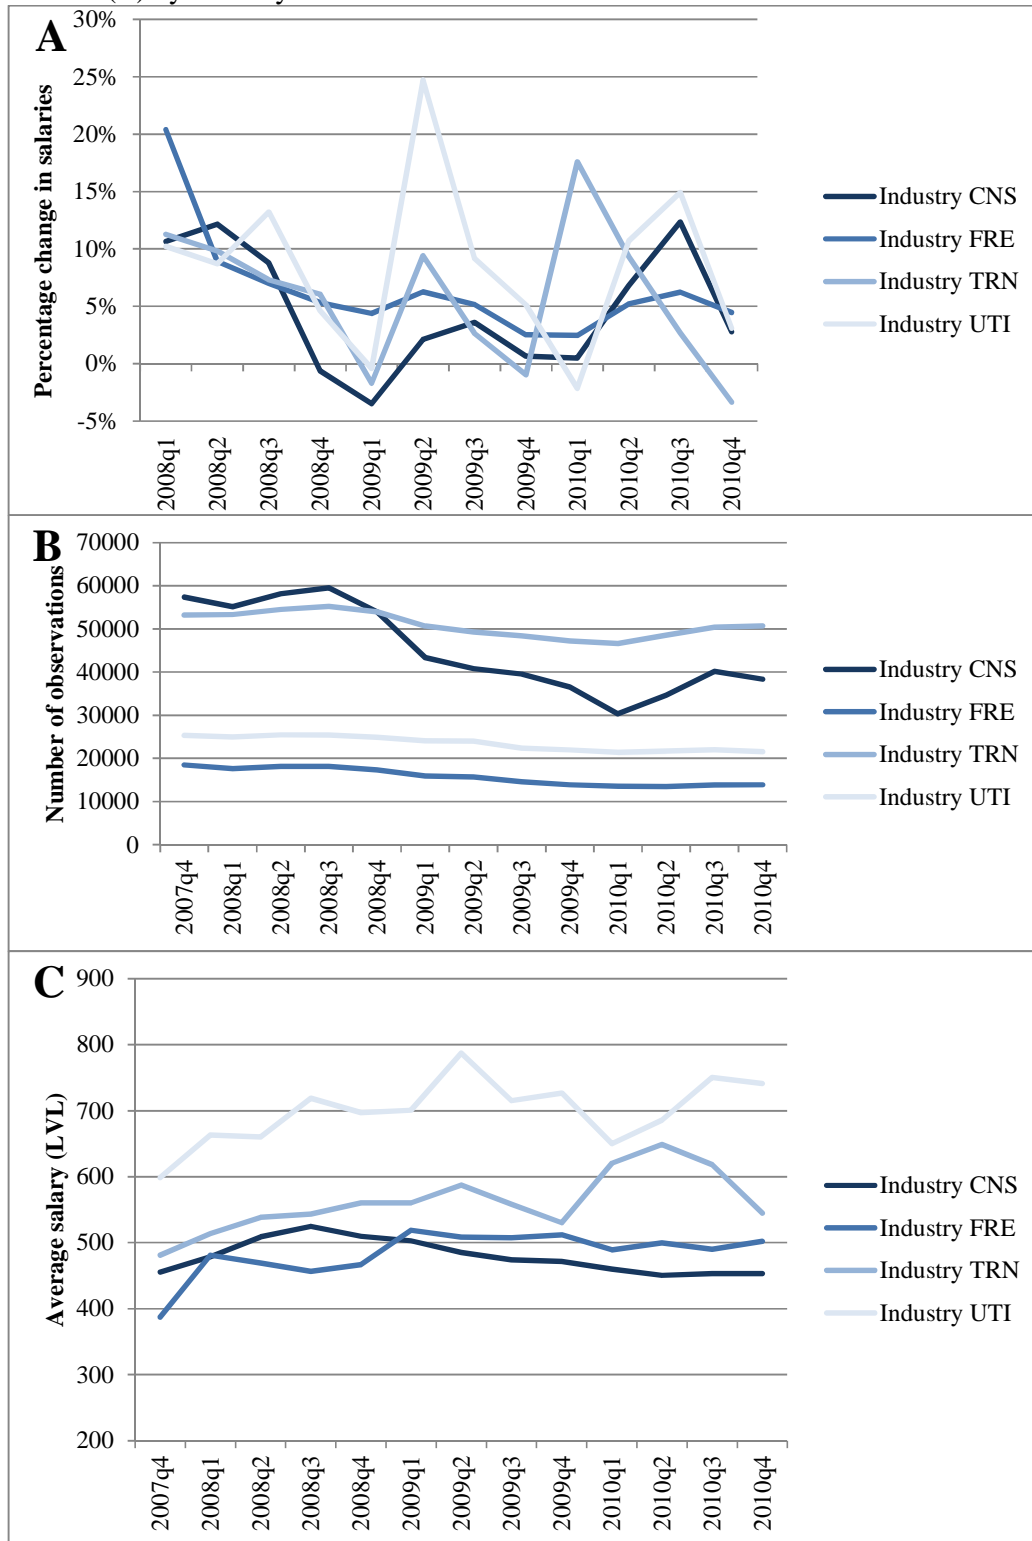 A
Percentage change in salaries
30%
25%
20%
15%
10%
5%
0%
-5%
2008q1
2008q2
2008q3
2008q4
2009q1
2009q2
2009q3
2009q4
2010q1
2010q2
2010q3
2010q4
Industry CNS
Industry FRE
Industry TRN
Industry UTI
B
Number of observations
70000
60000
50000
40000
30000
20000
10000
0
2007q4
2008q1
2008q2
2008q3
2008q4
2009q1
2009q2
2009q3
2009q4
2010q1
2010q2
2010q3
2010q4
Industry CNS
Industry FRE
Industry TRN
Industry UTI
C
Average salary (LVL)
900
800
700
600
500
400
300
200
2007q4
2008q1
2008q2
2008q3
2008q4
2009q1
2009q2
2009q3
2009q4
2010q1
2010q2
2010q3
2010q4
Industry CNS
Industry FRE
Industry TRN
Industry UTI